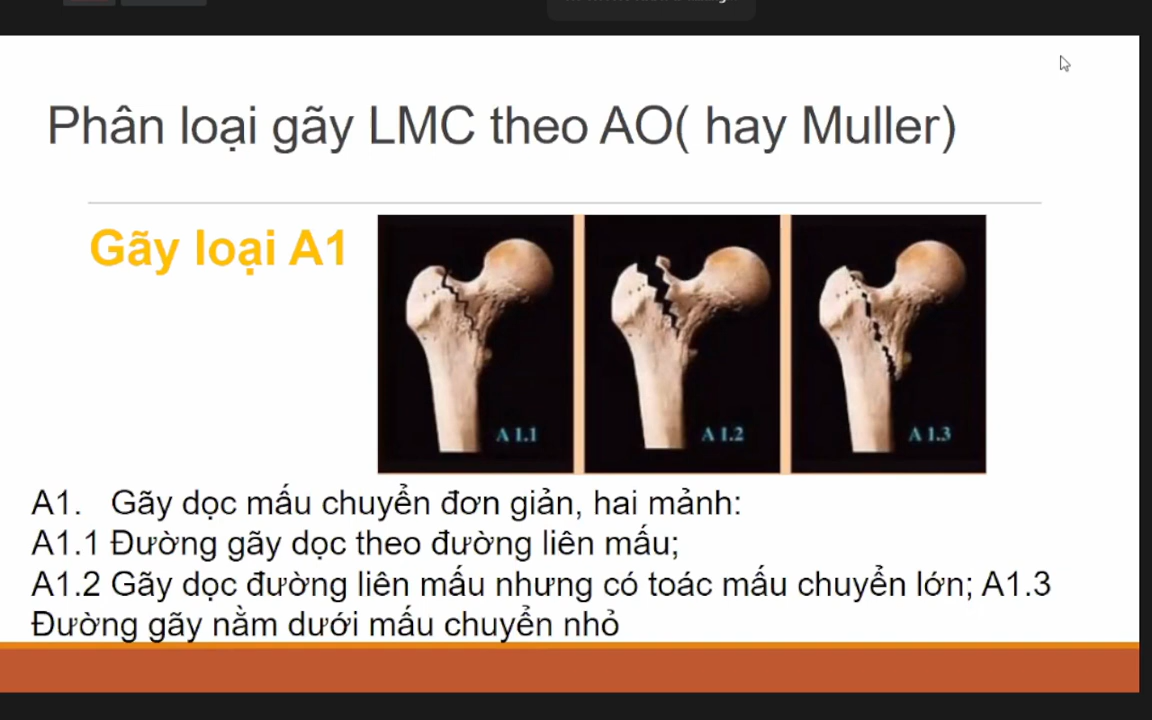 Phân loại gãy LMC theo AO( hay Muller)
Gãy loại A1
A 1.1
A 1.2
A 1.3
A1. Gãy dọc mấu chuyển đơn giản, hai mảnh:
A1.1 Đường gãy dọc theo đường liên mấu;
A1.2 Gãy dọc đường liên mấu nhưng có toác mấu chuyển lớn; A1.3
Đường gãy nằm dưới mấu chuyển nhỏ